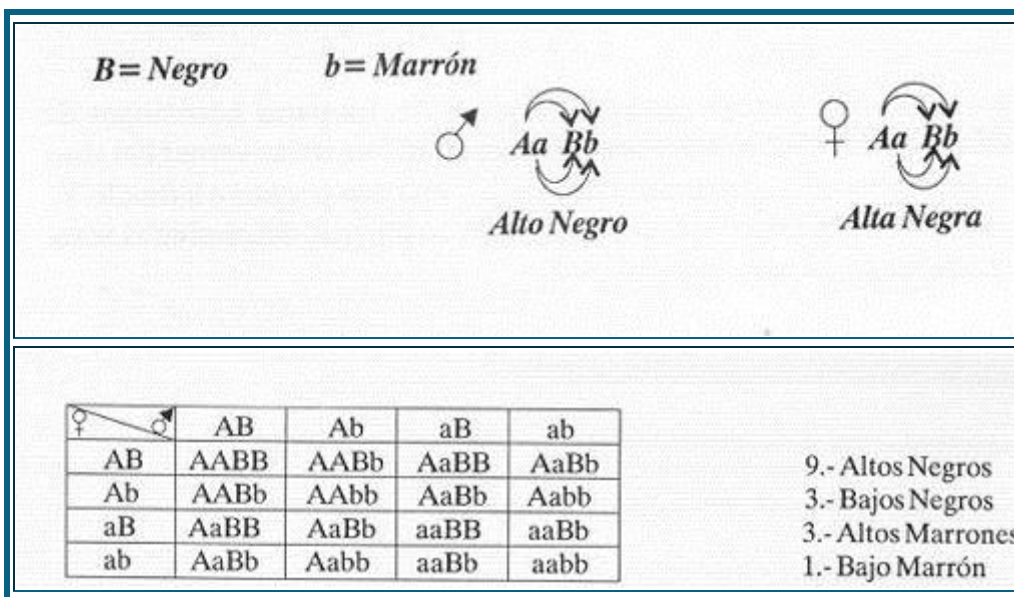 B= Negro b= Marrón
Aa Bb Aa Bb
Alto Negro Alta Negra
AB Ab aB ab
AB AABB AABb AaBB AaBb
Ab AABb AAbb AaBb Aabb
aB AaBB AaBb aaBB aaBb
ab AaBb Aabb aaBb aabb
9.- Altos Negros
3.- Bajos Negros
3.- Altos Marrones
1.- Bajo Marrón